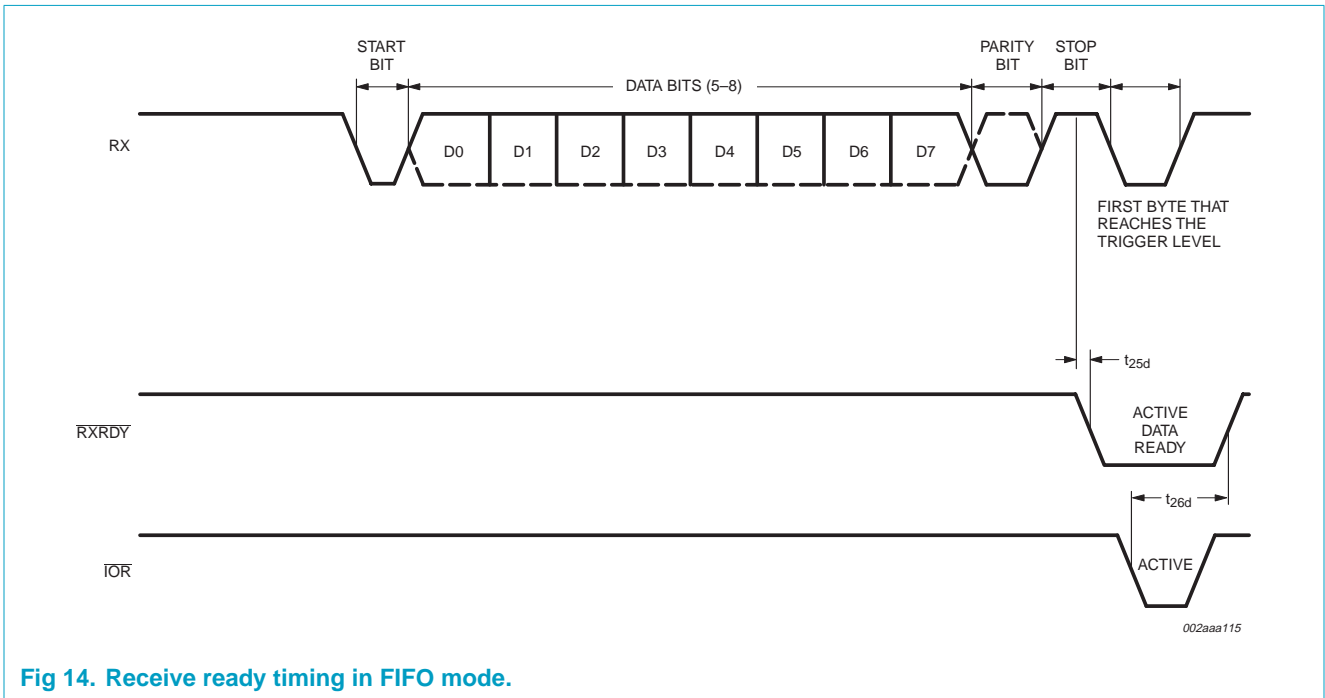 START
BIT
DATA BITS (5–8)
PARITY
BIT
STOP
BIT
RX
D0 D1 D2 D3 D4 D5 D6 D7
FIRST BYTE THAT
REACHES THE
TRIGGER LEVEL
t25d
RXRDY
ACTIVE
DATA
READY
t26d
IOR
ACTIVE
002aaa115
Fig 14. Receive ready timing in FIFO mode.